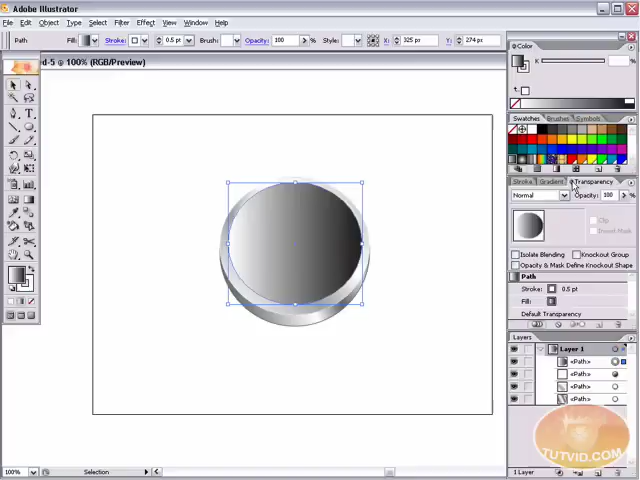 Adobe Illustrator
File Edit Object Type Select Filter Effect View Window Help
Path Fill: Stroke: 0.5 pt Brush: Opacity: 100 % Style: X: 325 px Y: 274 px
d-5 @ 100% (RGB/Preview)
Color
K %
Swatches Brushes Symbols
Stroke Gradient Transparency
Normal Opacity: 100 %
Clip
Invert Mask
Isolate Blending Knockout Group
Opacity & Mask Define Knockout Shape
Path
Stroke: 0.5 pt
Fill:
Default Transparency
Layers
Layer 1
<Path>
<Path>
<Path>
<Path>
TUTVID.COM
100% Selection 1 Layer